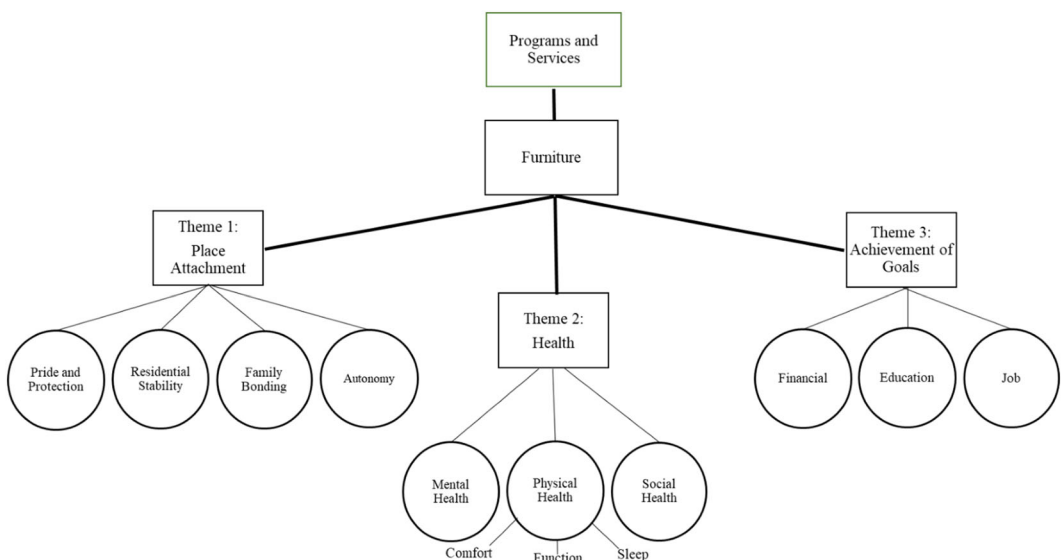 Programs and
Services
Furniture
Theme 1:
Place
Attachment
Theme 2:
Health
Theme 3:
Achievement of
Goals
Pride and
Protection
Residential
Stability
Family
Bonding
Autonomy
Financial
Education
Job
Mental
Health
Physical
Health
Social
Health
Comfort
Function
Sleep